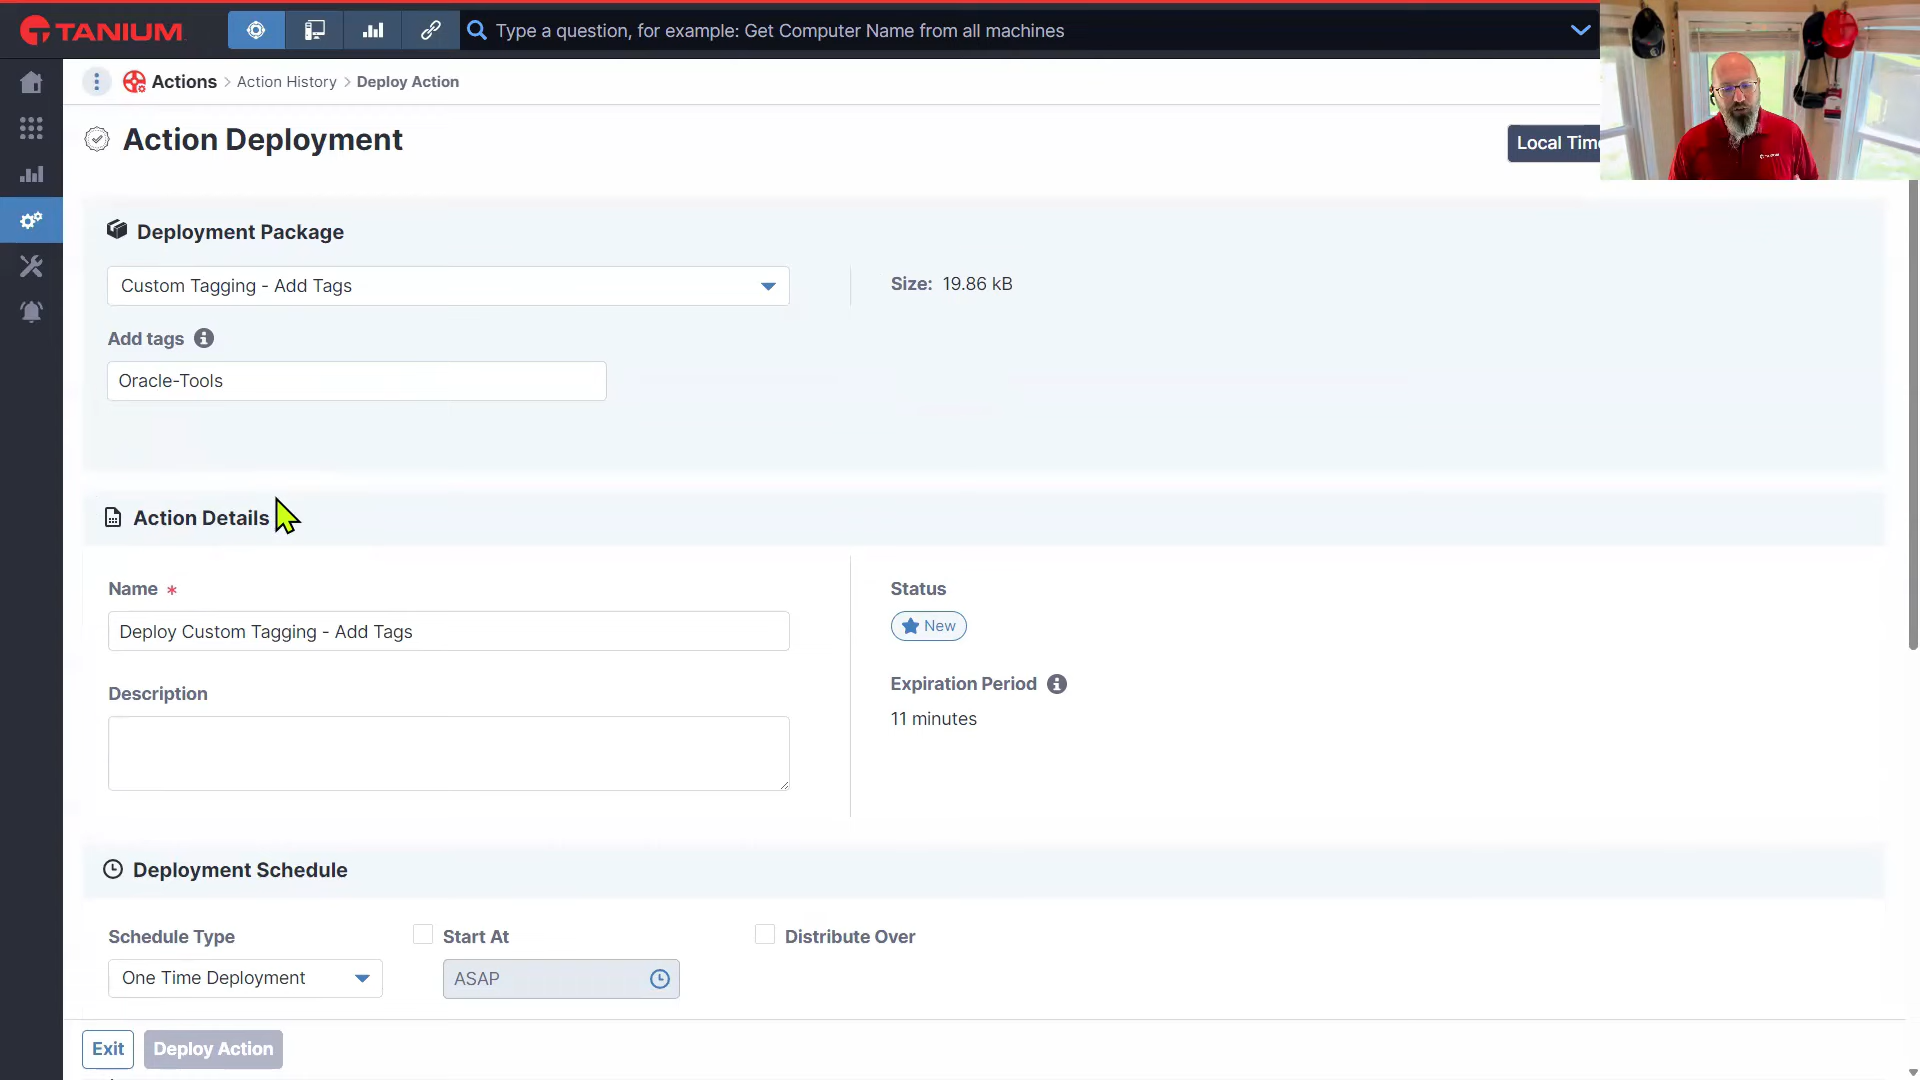 TANIUM
Type a question, for example: Get Computer Name from all machines
Actions > Action History > Deploy Action
Action Deployment
Local Tim
Deployment Package
Custom Tagging - Add Tags
Size: 19.86 kB
Add tags
Oracle-Tools
Action Details
Name *
Status
Deploy Custom Tagging - Add Tags
New
Description
Expiration Period
11 minutes
Deployment Schedule
Schedule Type
Start At
Distribute Over
One Time Deployment
ASAP
Exit
Deploy Action